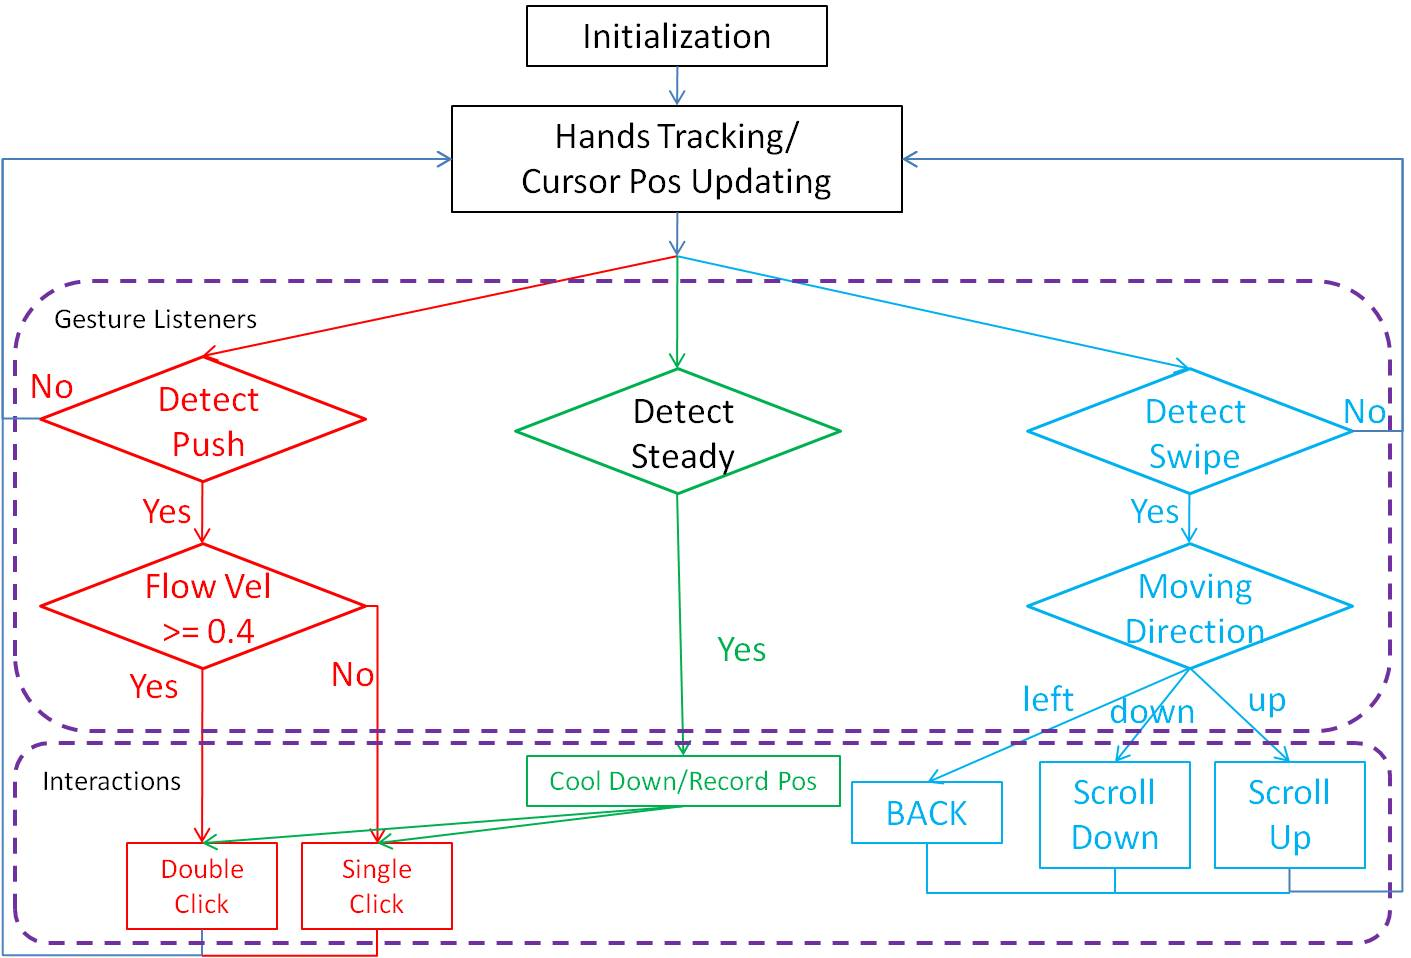 Initialization
Hands Tracking/
Cursor Pos Updating
Gesture Listeners
No
Detect
Push
Detect
Steady
Detect
Swipe
No
Yes
Yes
Flow Vel
>= 0.4
Moving
Direction
Yes
No
Yes
left
down
up
Interactions
Cool Down/Record Pos
BACK
Scroll
Down
Scroll
Up
Double
Click
Single
Click